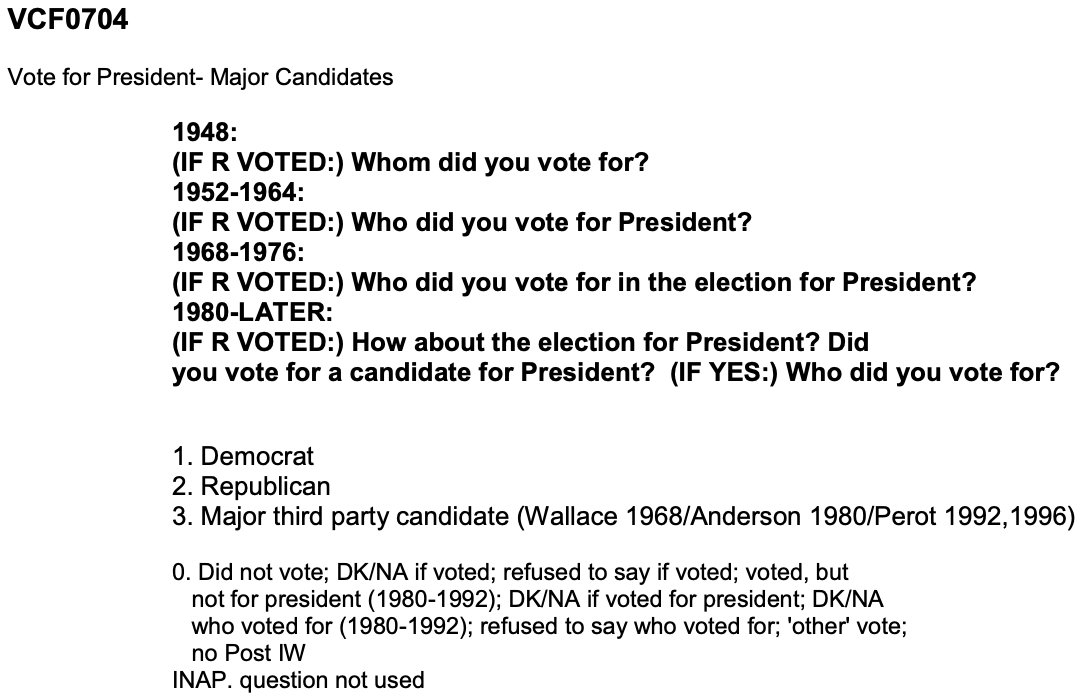 VCF0704
Vote for President- Major Candidates
1948:
(IF R VOTED:) Whom did you vote for?
1952-1964:
(IF R VOTED:) Who did you vote for President?
1968-1976:
(IF R VOTED:) Who did you vote for in the election for President?
1980-LATER:
(IF R VOTED:) How about the election for President? Did
you vote for a candidate for President? (IF YES:) Who did you vote for?
1. Democrat
2. Republican
3. Major third party candidate (Wallace 1968/Anderson 1980/Perot 1992,1996)
0. Did not vote; DK/NA if voted; refused to say if voted; voted, but
not for president (1980-1992); DK/NA if voted for president; DK/NA
who voted for (1980-1992); refused to say who voted for; 'other' vote;
no Post IW
INAP. question not used